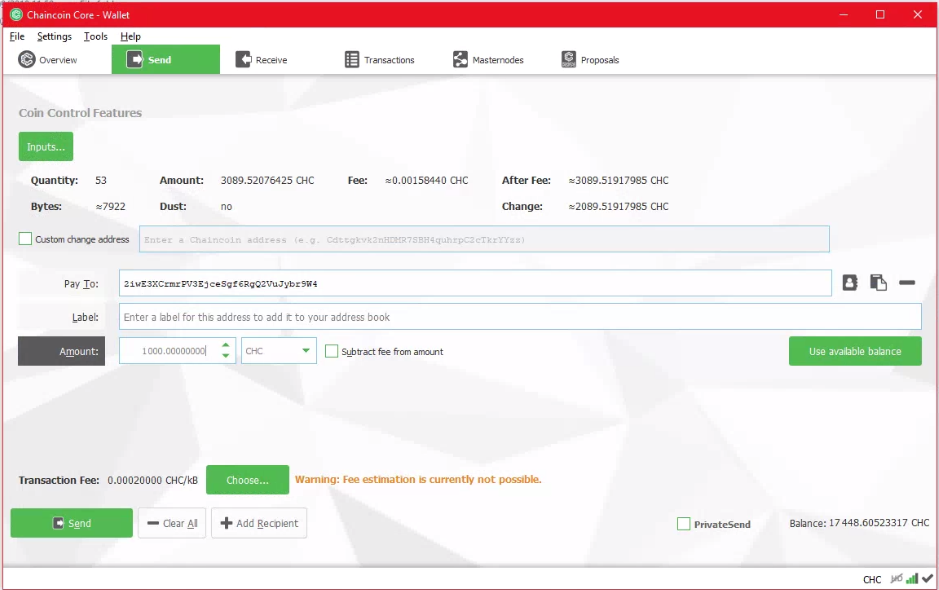 Chaincoin Core - Wallet
File Settings Tools Help
Overview Send Receive Transactions Masternodes Proposals
Coin Control Features
Inputs...
Quantity: 53 Amount: 3089.52076425 CHC Fee: ≈0.00158440 CHC After Fee: ≈3089.51917985 CHC
Bytes: ≈7922 Dust: no Change: ≈2089.51917985 CHC
Custom change address Enter a Chaincoin address (e.g. Cdttgkvk2nHDMR7SBH4quhrpC2cTkrYYzz)
Pay To: 2iwE3XCrmrPV3EjceSgf6RgQ2VuJybr9W4
Label: Enter a label for this address to add it to your address book
Amount: 1000.00000000 CHC Subtract fee from amount Use available balance
Transaction Fee: 0.00020000 CHC/kB Choose... Warning: Fee estimation is currently not possible.
Send Clear All Add Recipient PrivateSend Balance: 17 448.60523317 CHC
CHC